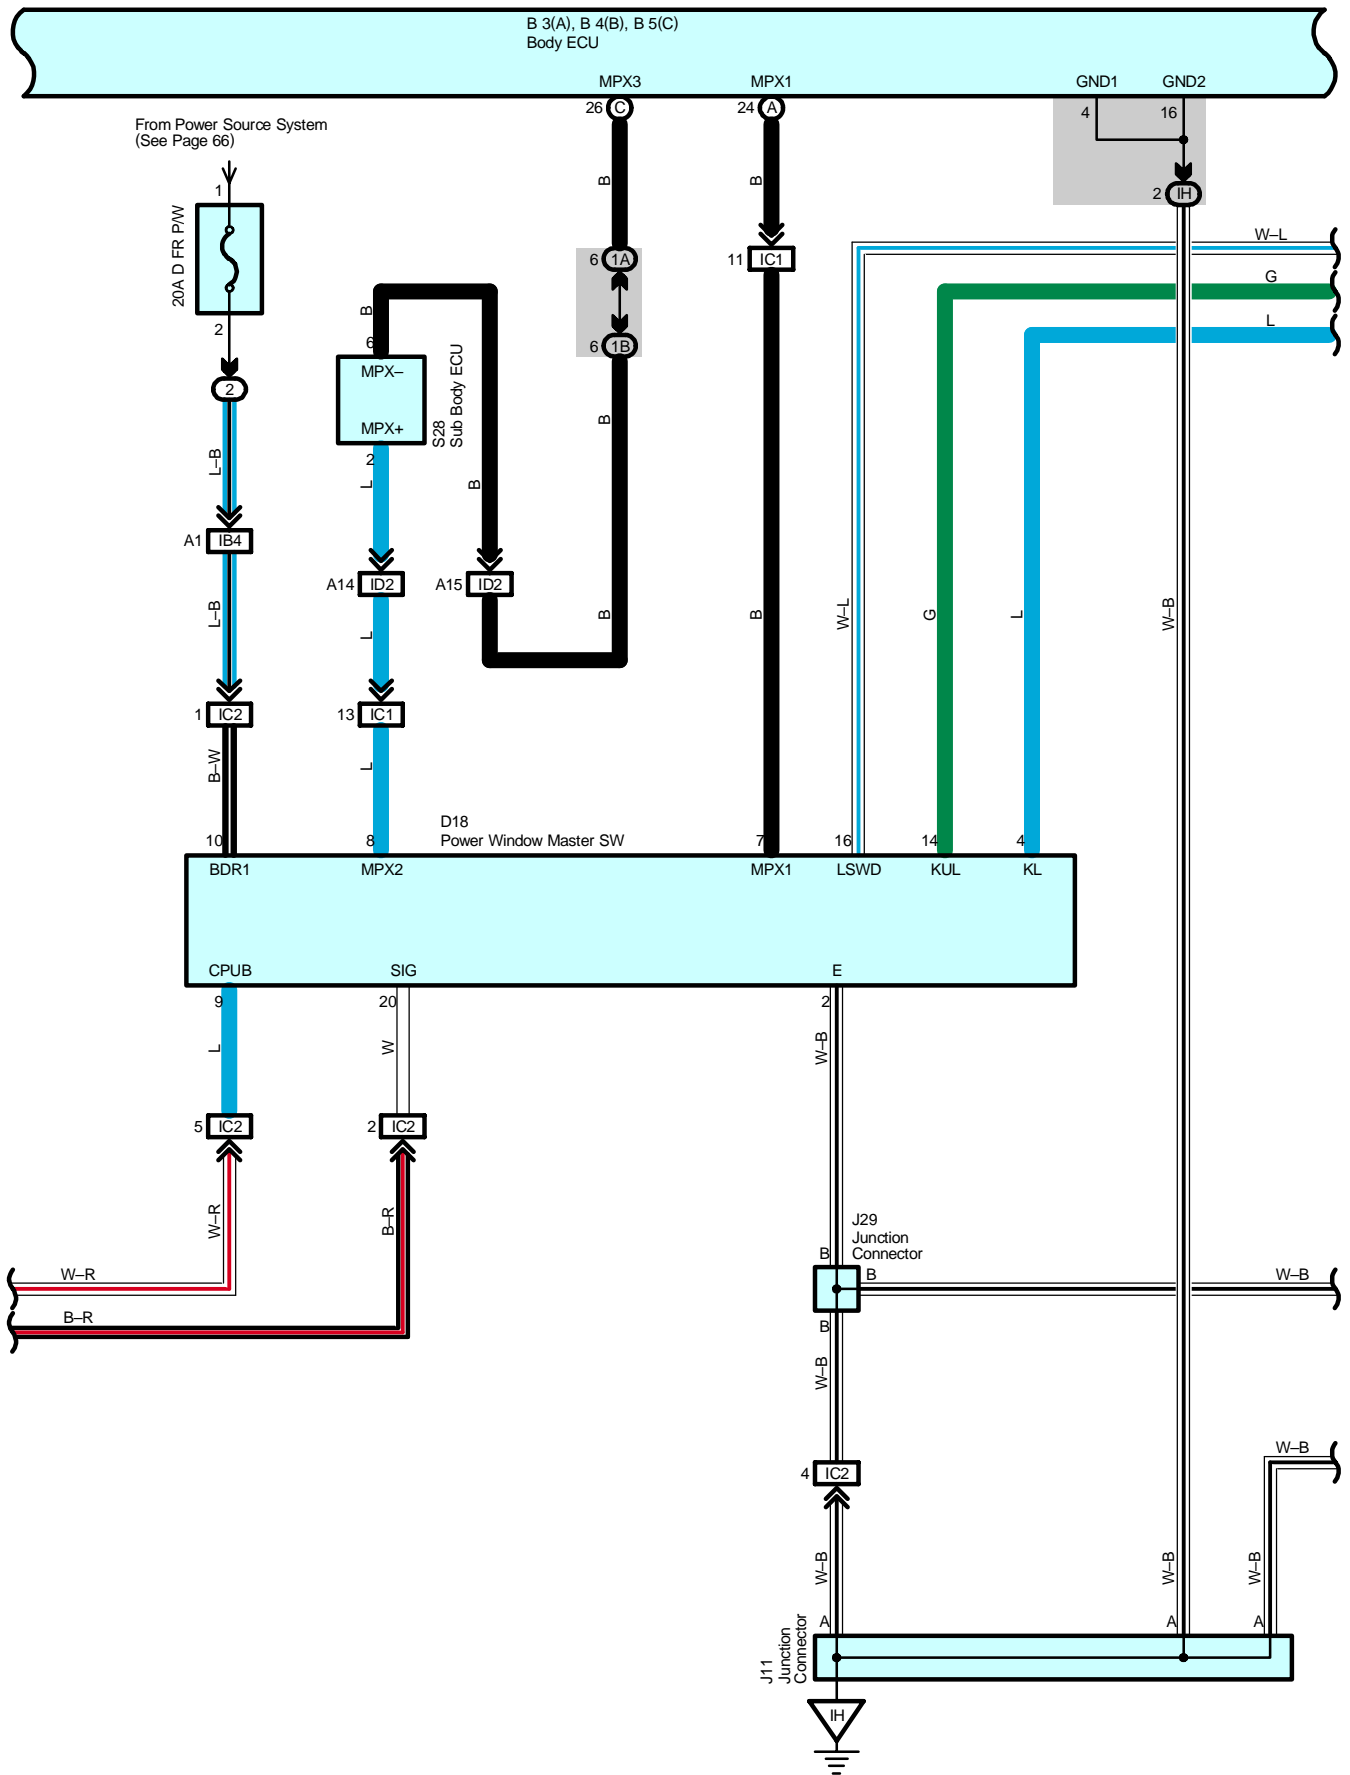 B 3(A), B 4(B), B 5(C)
Body ECU
MPX3
MPX1
GND1
GND2
26 C
24 A
4
16
From Power Source System
(See Page 66)
1
20A D FR P/W
2
2
B
B
2 IH
6 1A
11 IC1
6 1B
W–L
G
L
B
6
MPX–
MPX+
2
S28
Sub Body ECU
B
L–B
L
B
A1 IB4
A14 ID2
A15 ID2
L–B
L
B
B
W–L
G
L
W–B
1 IC2
13 IC1
B–W
L
D18
Power Window Master SW
10
8
7
16
14
4
BDR1
MPX2
MPX1
LSWD
KUL
KL
CPUB
SIG
E
9
20
2
L
W
W–B
5 IC2
2 IC2
W–R
B–R
J29
Junction
Connector
B
B
W–R
W–B
B–R
B
W–B
4 IC2
W–B
W–B
W–B
W–B
A
A
A
J11
Junction
Connector
IH